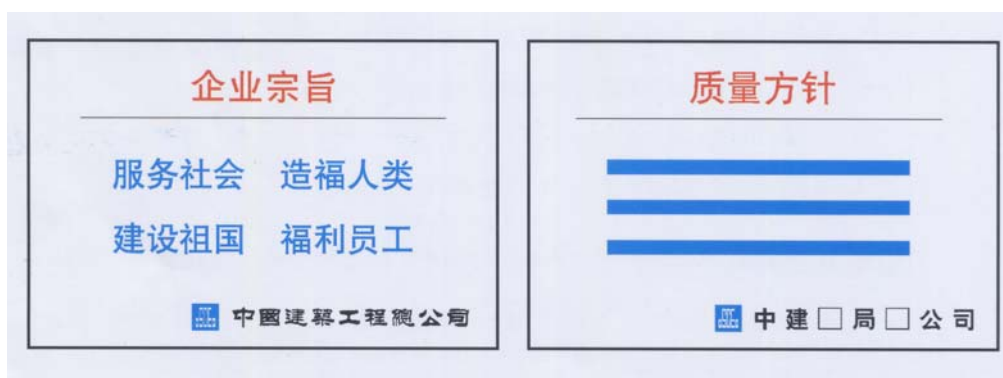 企业宗旨
服务社会 造福人类
建设祖国 福利员工
中國建築工程總公司
质量方针
中建□局□公司